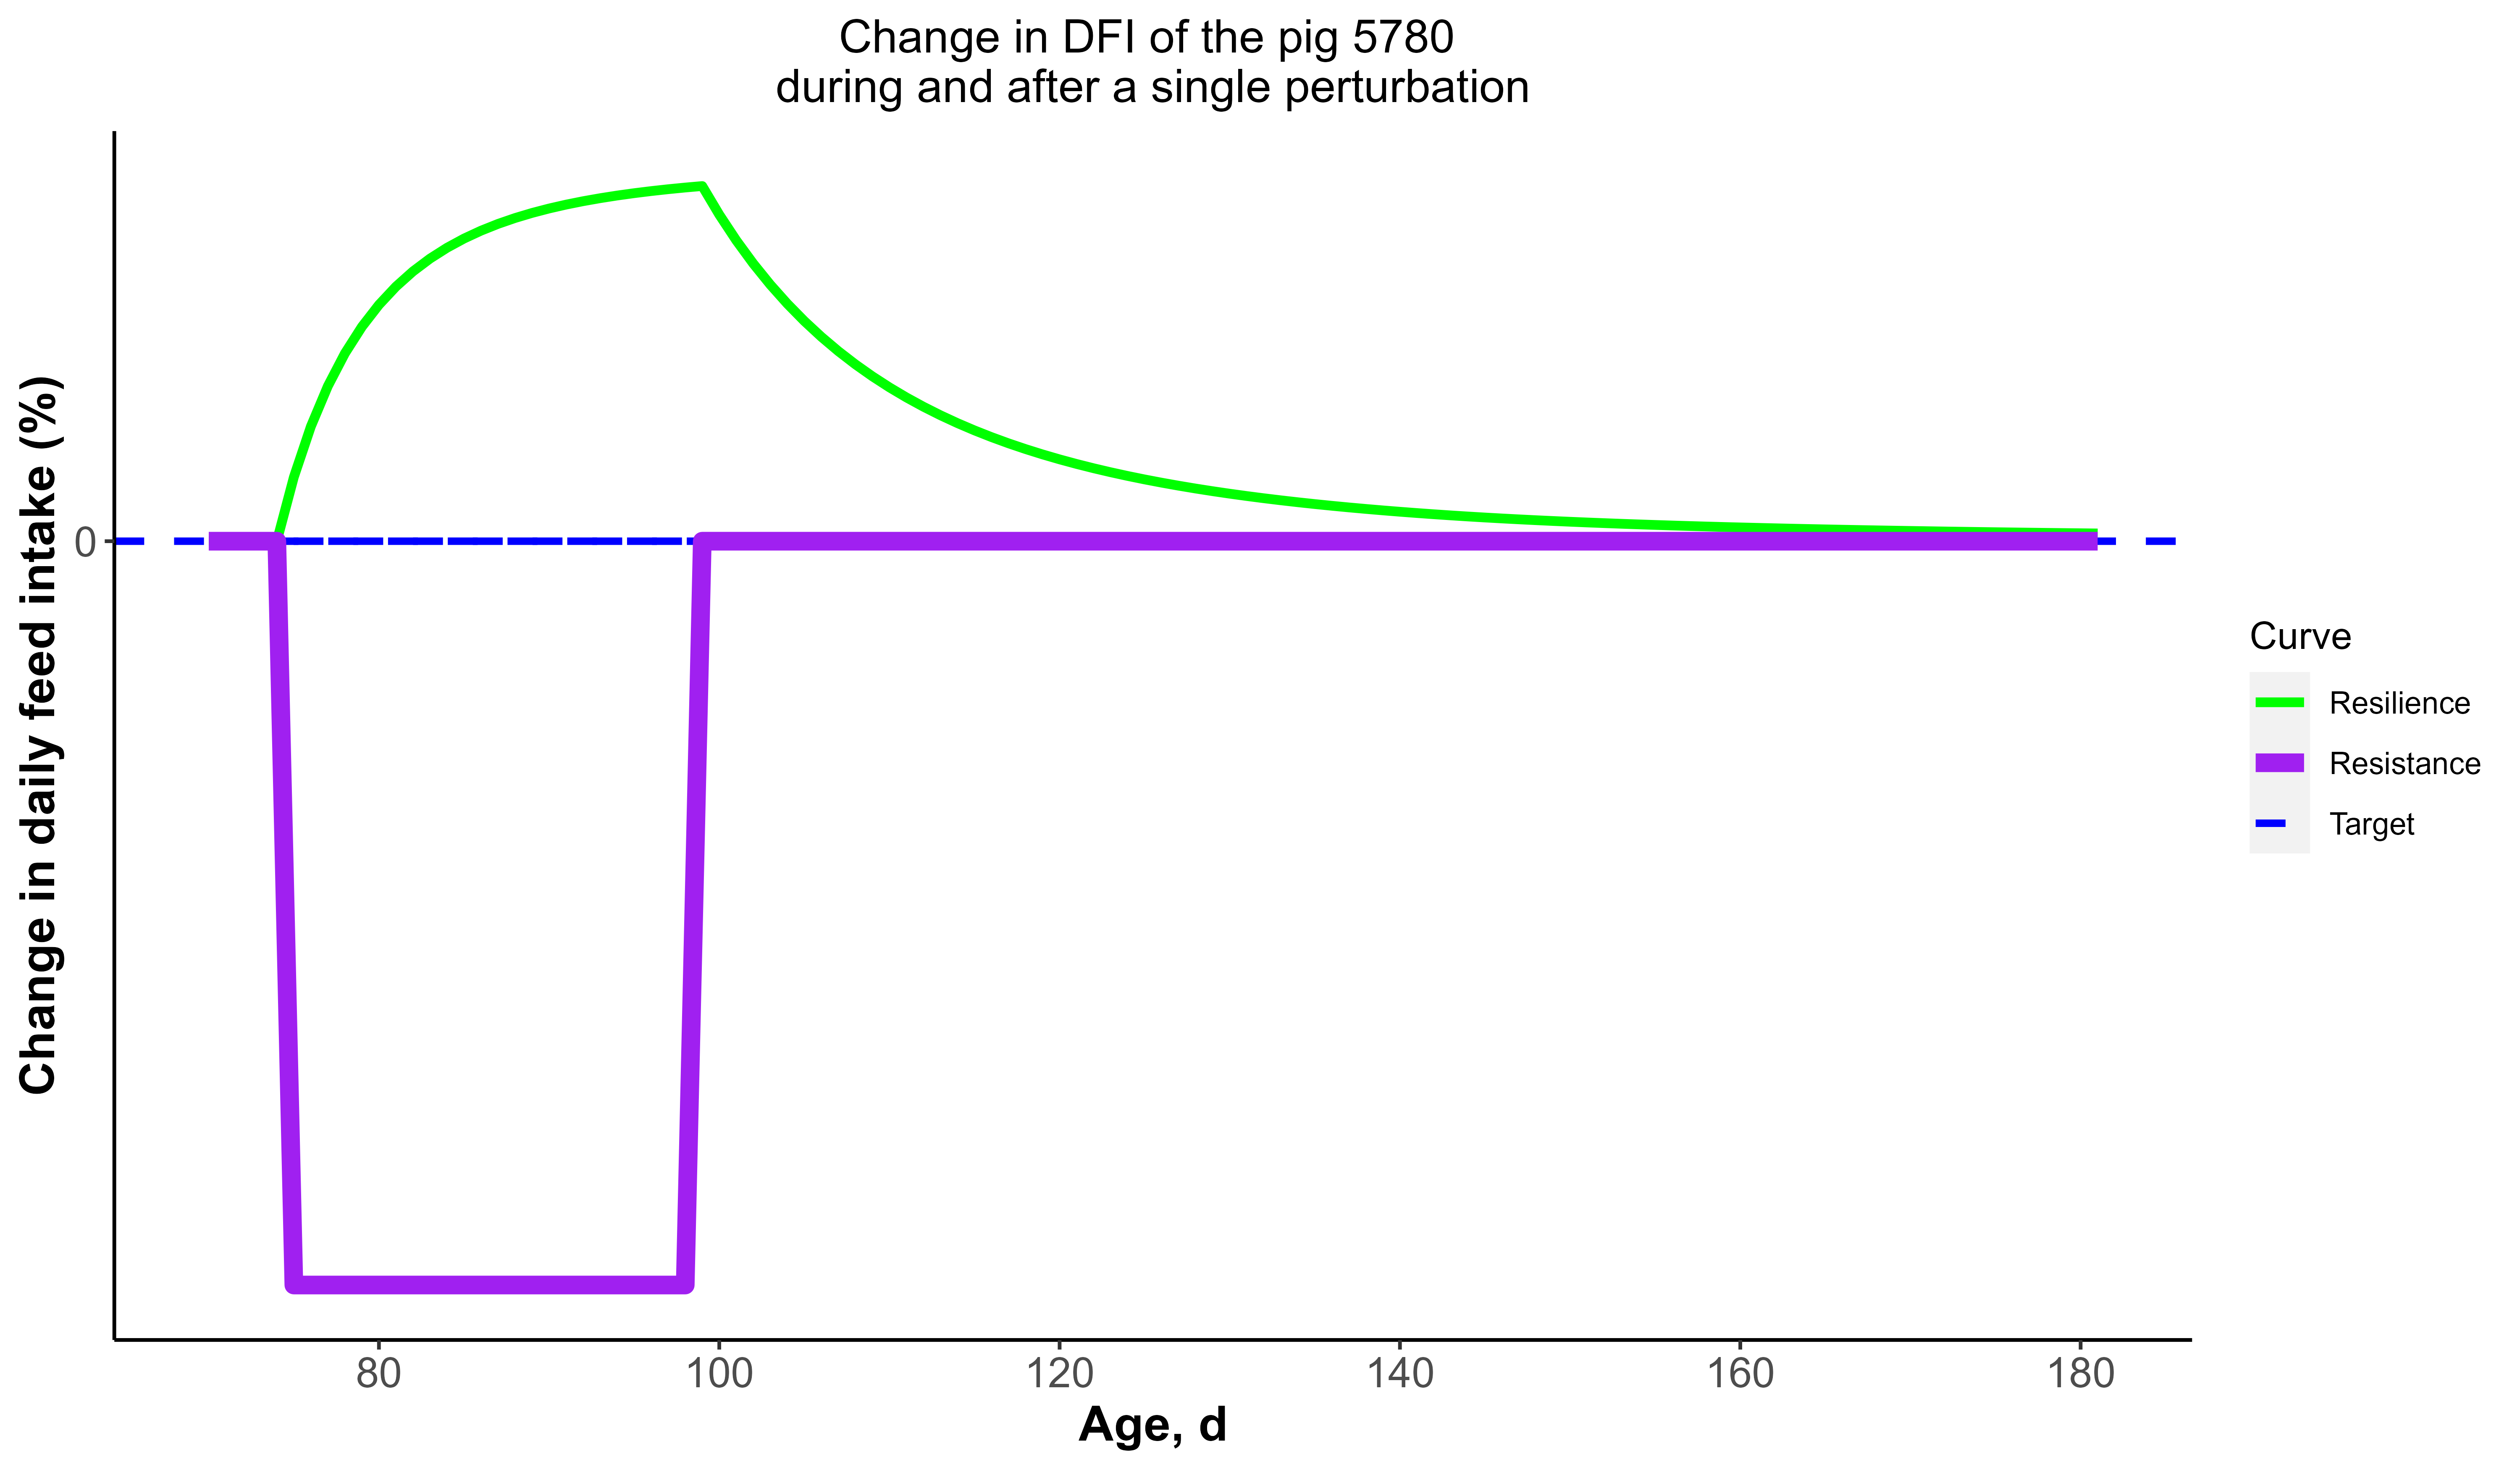 Change in DFI of the pig 5780
during and after a single perturbation
Change in daily feed intake (%)
0
80
100
120
140
160
180
Age, d
Curve
Resilience
Resistance
Target